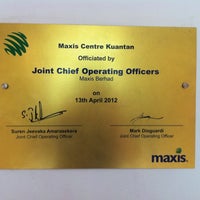 Maxis Centre Kuantan
Officiated by
Joint Chief Operating Officers
Maxis Berhad
on
13th April 2012
Suren Jeevaka Amarasekera
Joint Chief Operating Officer
Mark Dioguardi
Joint Chief Operating Officer
maxis